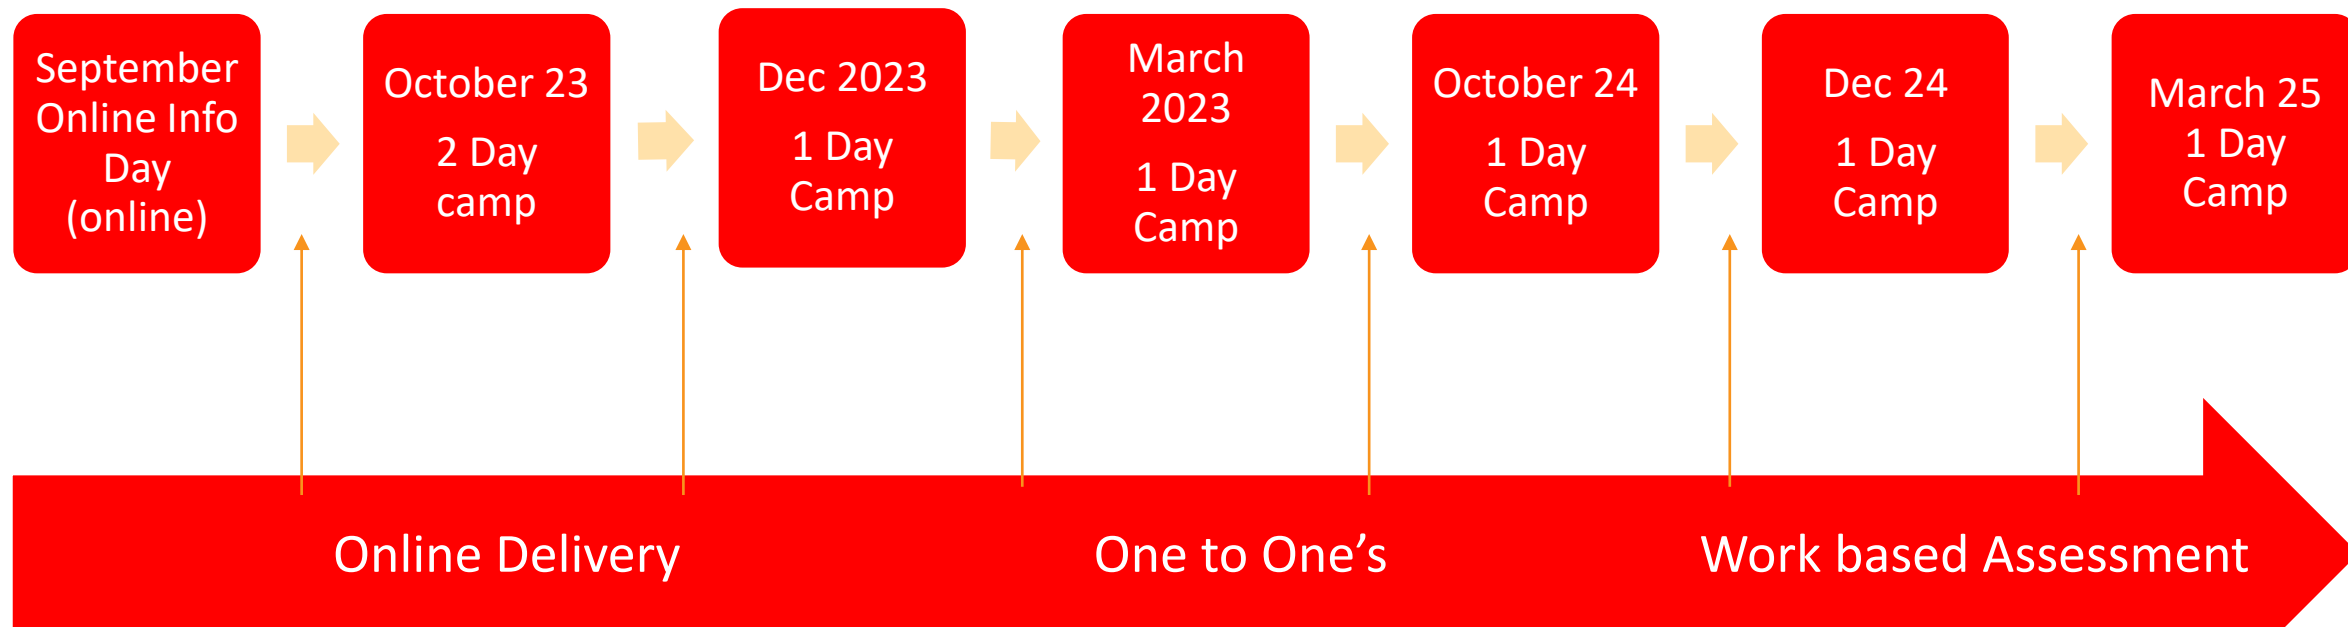 September
Online Info
Day
(online)
October 23
2 Day
camp
Dec 2023
1 Day
Camp
March
2023
1 Day
Camp
October 24
1 Day
Camp
Dec 24
1 Day
Camp
March 25
1 Day
Camp
Online Delivery
One to One’s
Work based Assessment